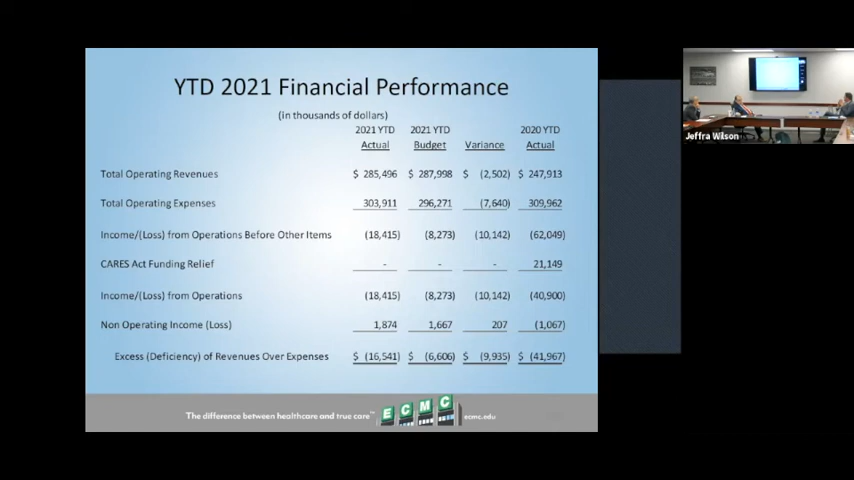 YTD 2021 Financial Performance
(in thousands of dollars)
2021 YTD 2021 YTD 2020 YTD
Actual Budget Variance Actual
Total Operating Revenues $ 285,496 $ 287,998 $ (2,502) $ 247,913
Total Operating Expenses 303,911 296,271 (7,640) 309,962
Income/(Loss) from Operations Before Other Items (18,415) (8,273) (10,142) (62,049)
CARES Act Funding Relief - - - 21,149
Income/(Loss) from Operations (18,415) (8,273) (10,142) (40,900)
Non Operating Income (Loss) 1,874 1,667 207 (1,067)
Excess (Deficiency) of Revenues Over Expenses $ (16,541) $ (6,606) $ (9,935) $ (41,967)
The difference between healthcare and true care™ ECMC ecmc.edu
Jeffra Wilson